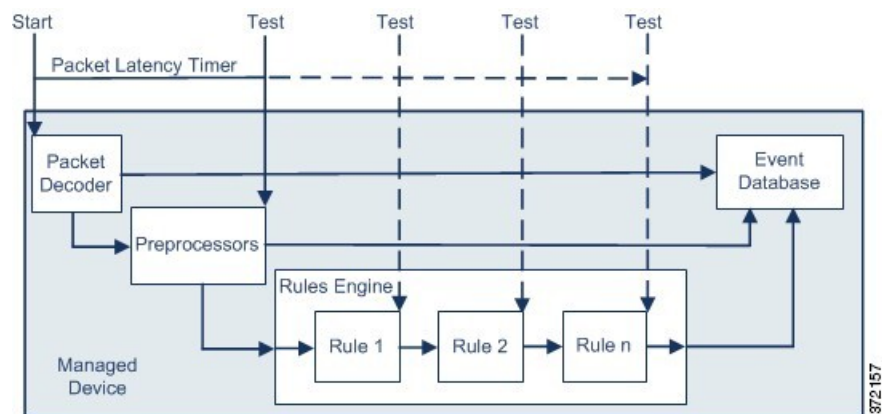 Start
Test
Test
Test
Test
Packet Latency Timer
Packet
Decoder
Event
Database
Preprocessors
Rules Engine
Rule 1
Rule 2
Rule n
Managed
Device
372157